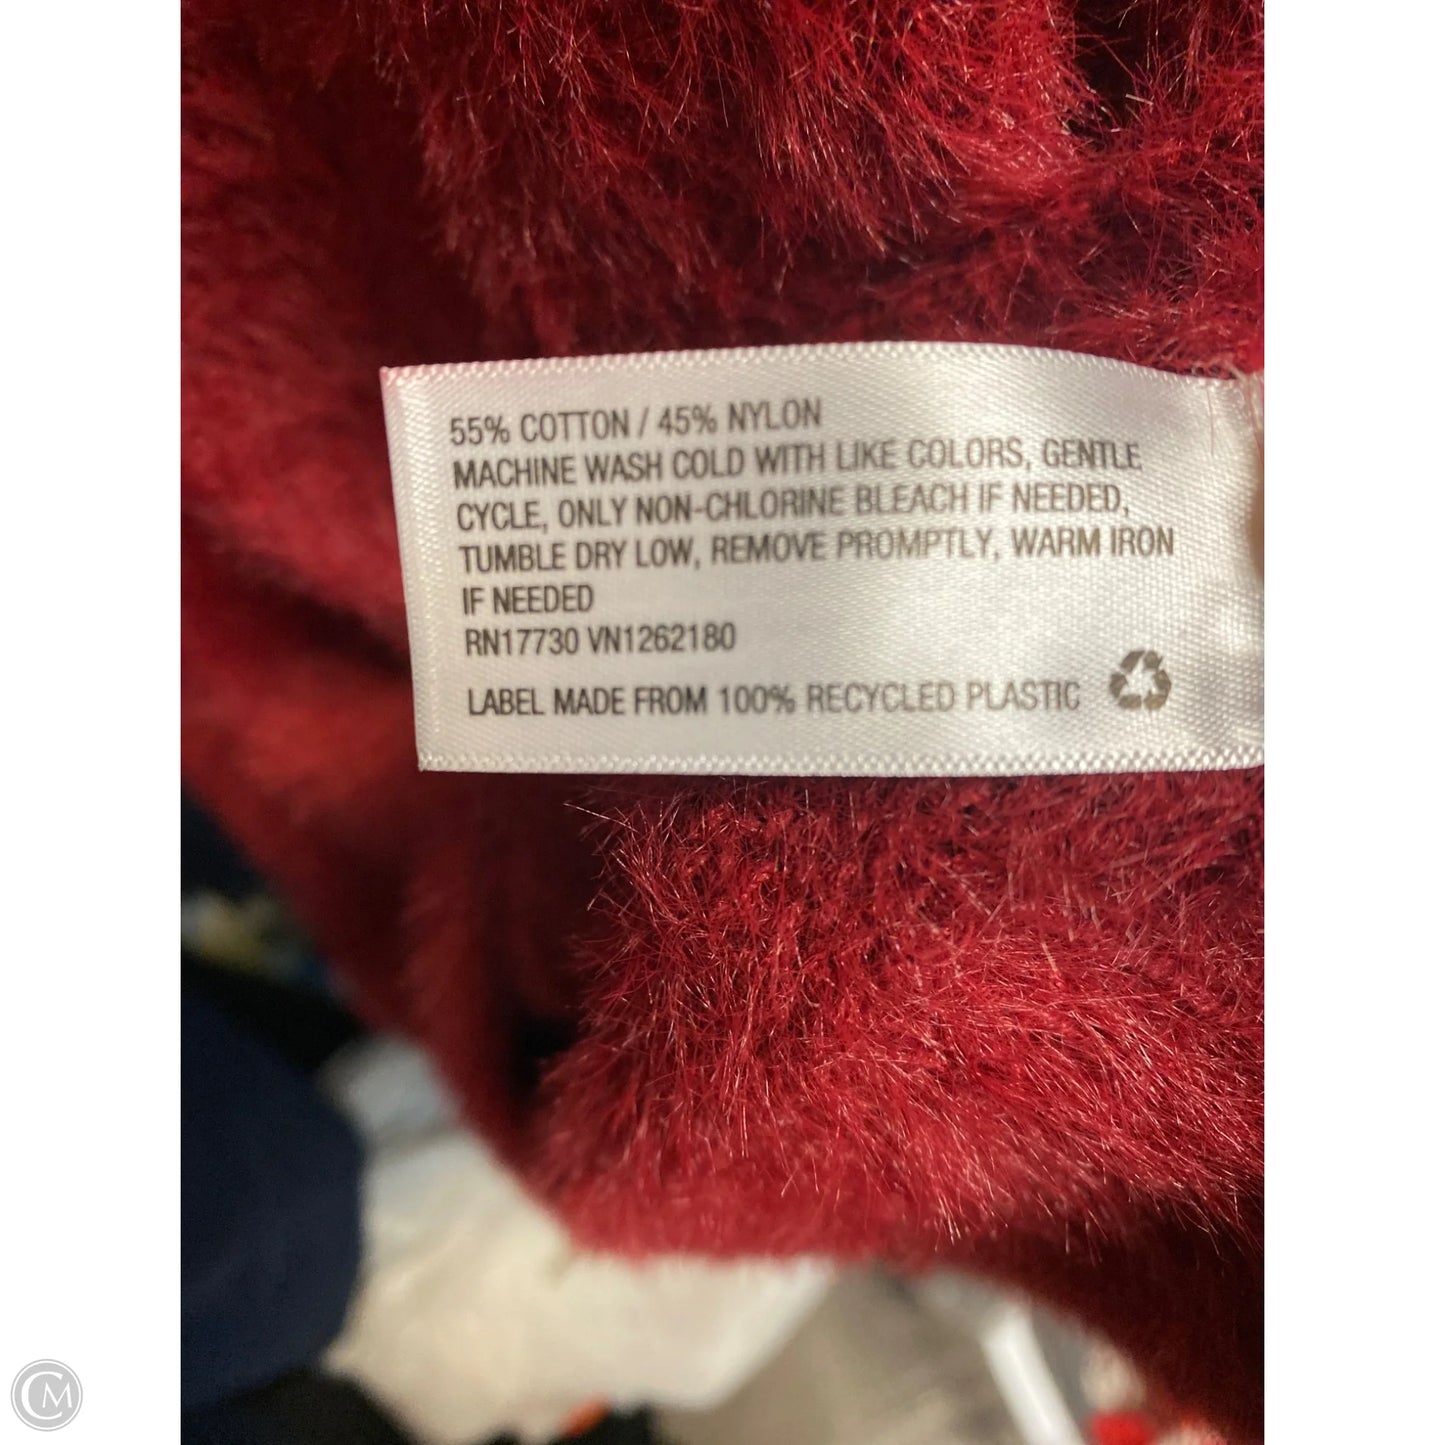 55% COTTON / 45% NYLON
MACHINE WASH COLD WITH LIKE COLORS, GENTLE
CYCLE, ONLY NON-CHLORINE BLEACH IF NEEDED,
TUMBLE DRY LOW, REMOVE PROMPTLY, WARM IRON
IF NEEDED
RN17730 VN1262180
LABEL MADE FROM 100% RECYCLED PLASTIC
CM